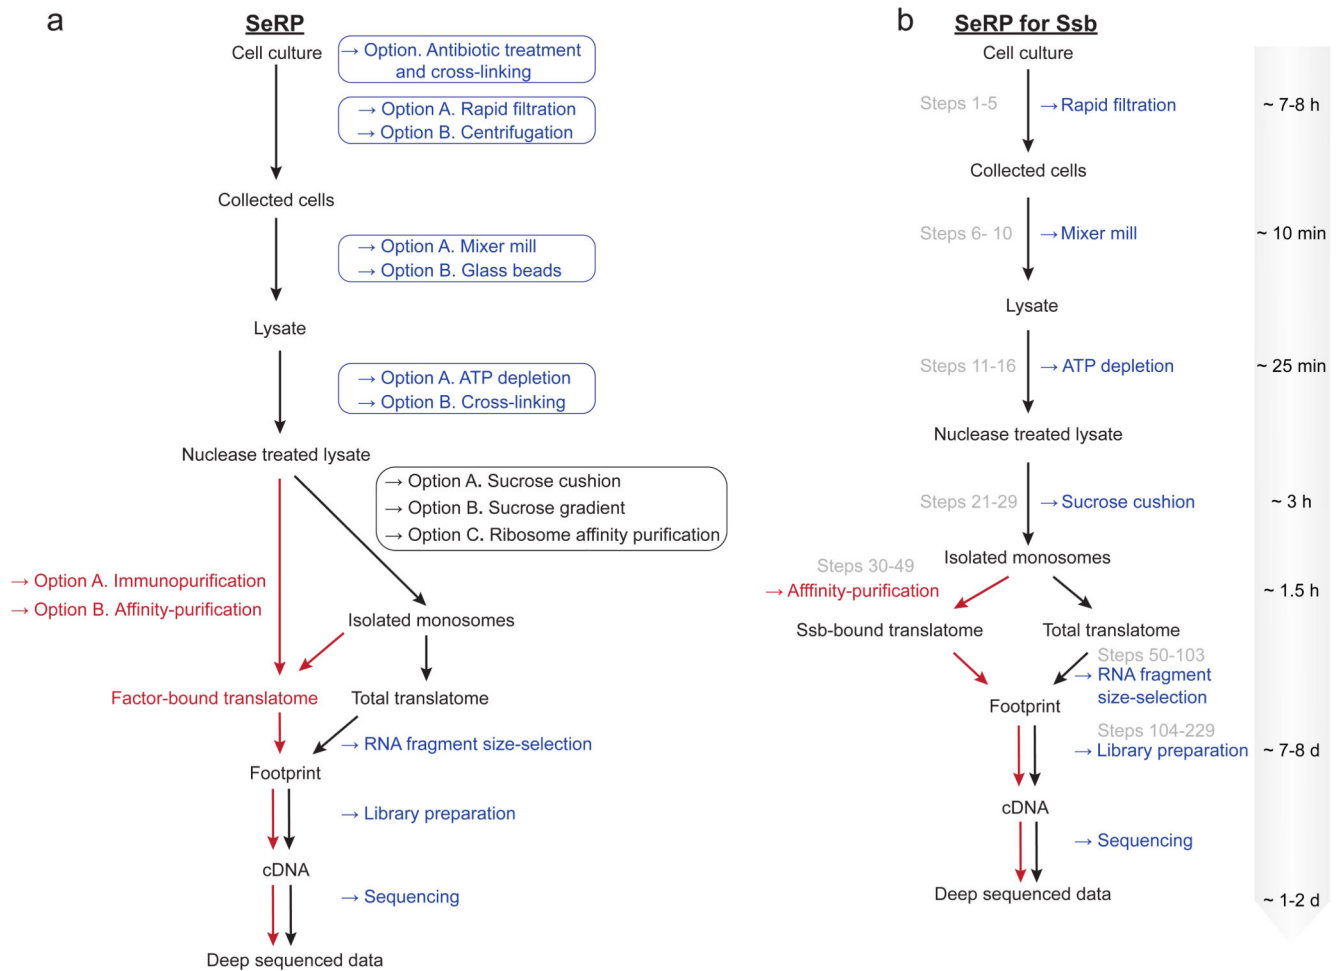 a
SeRP
Cell culture
→ Option. Antibiotic treatment
and cross-linking
→ Option A. Rapid filtration
→ Option B. Centrifugation
Collected cells
→ Option A. Mixer mill
→ Option B. Glass beads
Lysate
→ Option A. ATP depletion
→ Option B. Cross-linking
Nuclease treated lysate
→ Option A. Sucrose cushion
→ Option B. Sucrose gradient
→ Option C. Ribosome affinity purification
→ Option A. Immunopurification
→ Option B. Affinity-purification
Isolated monosomes
Factor-bound translatome
Total translatome
→ RNA fragment size-selection
Footprint
→ Library preparation
cDNA
→ Sequencing
Deep sequenced data
b
SeRP for Ssb
Cell culture
Steps 1-5
→ Rapid filtration
~ 7-8 h
Collected cells
Steps 6- 10
→ Mixer mill
~ 10 min
Lysate
Steps 11-16
→ ATP depletion
~ 25 min
Nuclease treated lysate
Steps 21-29
→ Sucrose cushion
~ 3 h
Isolated monosomes
Steps 30-49
→ Afffinity-purification
~ 1.5 h
Ssb-bound translatome
Total translatome
Steps 50-103
→ RNA fragment
size-selection
Footprint
Steps 104-229
→ Library preparation
~ 7-8 d
cDNA
→ Sequencing
Deep sequenced data
~ 1-2 d